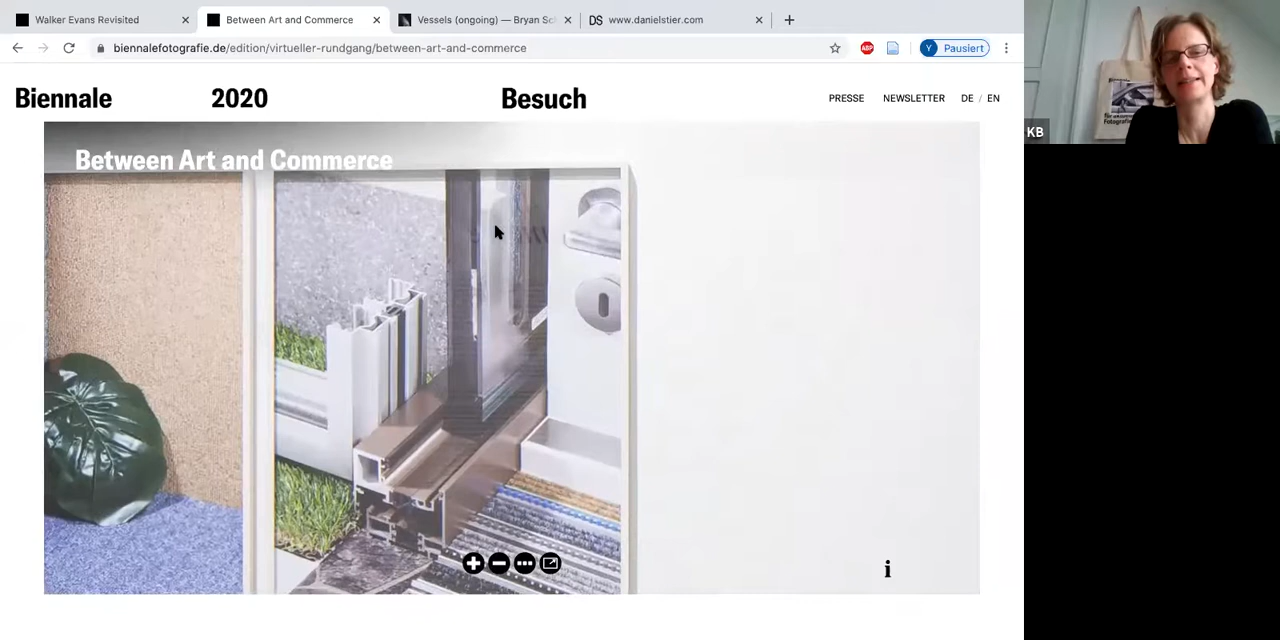 Walker Evans Revisited
Between Art and Commerce
Vessels (ongoing) — Bryan Sc
DS www.danielstier.com
biennalefotografie.de/edition/virtueller-rundgang/between-art-and-commerce
ABP
Y Pausiert
Biennale 2020 Besuch PRESSE NEWSLETTER DE / EN
Between Art and Commerce
i
KB